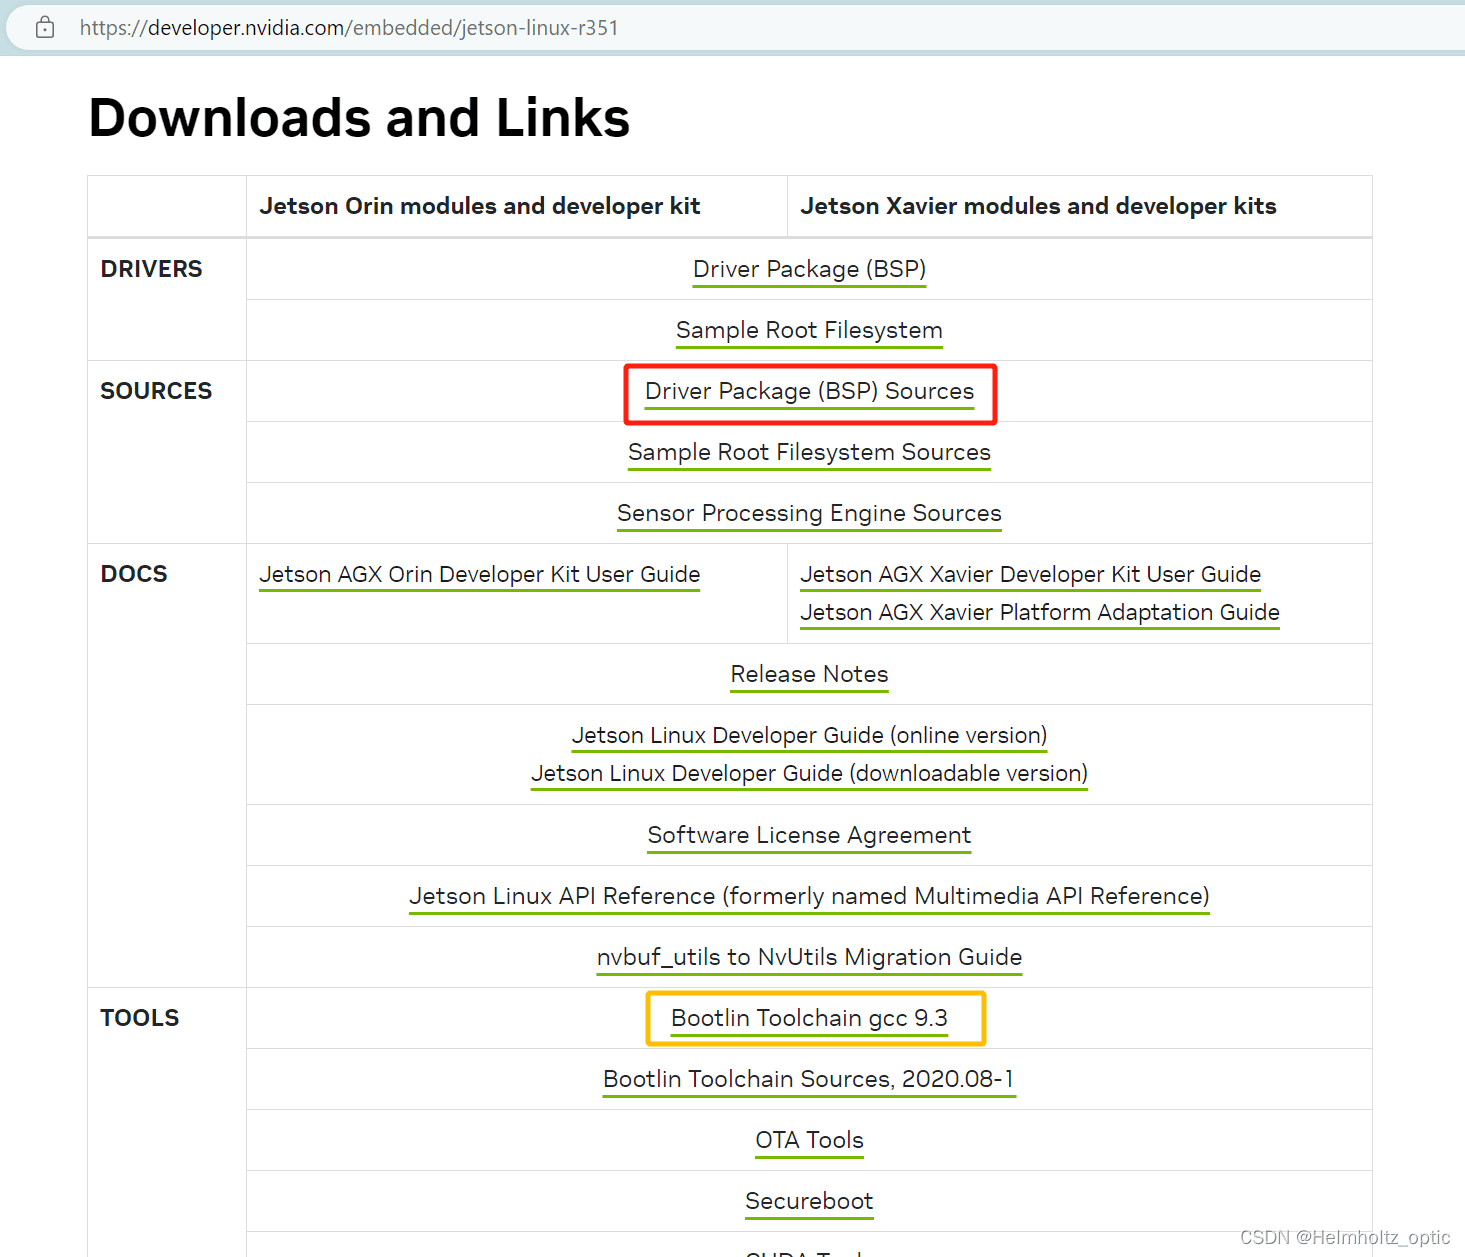 https://developer.nvidia.com/embedded/jetson-linux-r351
Downloads and Links
Jetson Orin modules and developer kit
Jetson Xavier modules and developer kits
DRIVERS
Driver Package (BSP)
Sample Root Filesystem
SOURCES
Driver Package (BSP) Sources
Sample Root Filesystem Sources
Sensor Processing Engine Sources
DOCS
Jetson AGX Orin Developer Kit User Guide
Jetson AGX Xavier Developer Kit User Guide
Jetson AGX Xavier Platform Adaptation Guide
Release Notes
Jetson Linux Developer Guide (online version)
Jetson Linux Developer Guide (downloadable version)
Software License Agreement
Jetson Linux API Reference (formerly named Multimedia API Reference)
nvbuf_utils to NvUtils Migration Guide
TOOLS
Bootlin Toolchain gcc 9.3
Bootlin Toolchain Sources, 2020.08-1
OTA Tools
Secureboot
CSDN @Helmholtz_optic